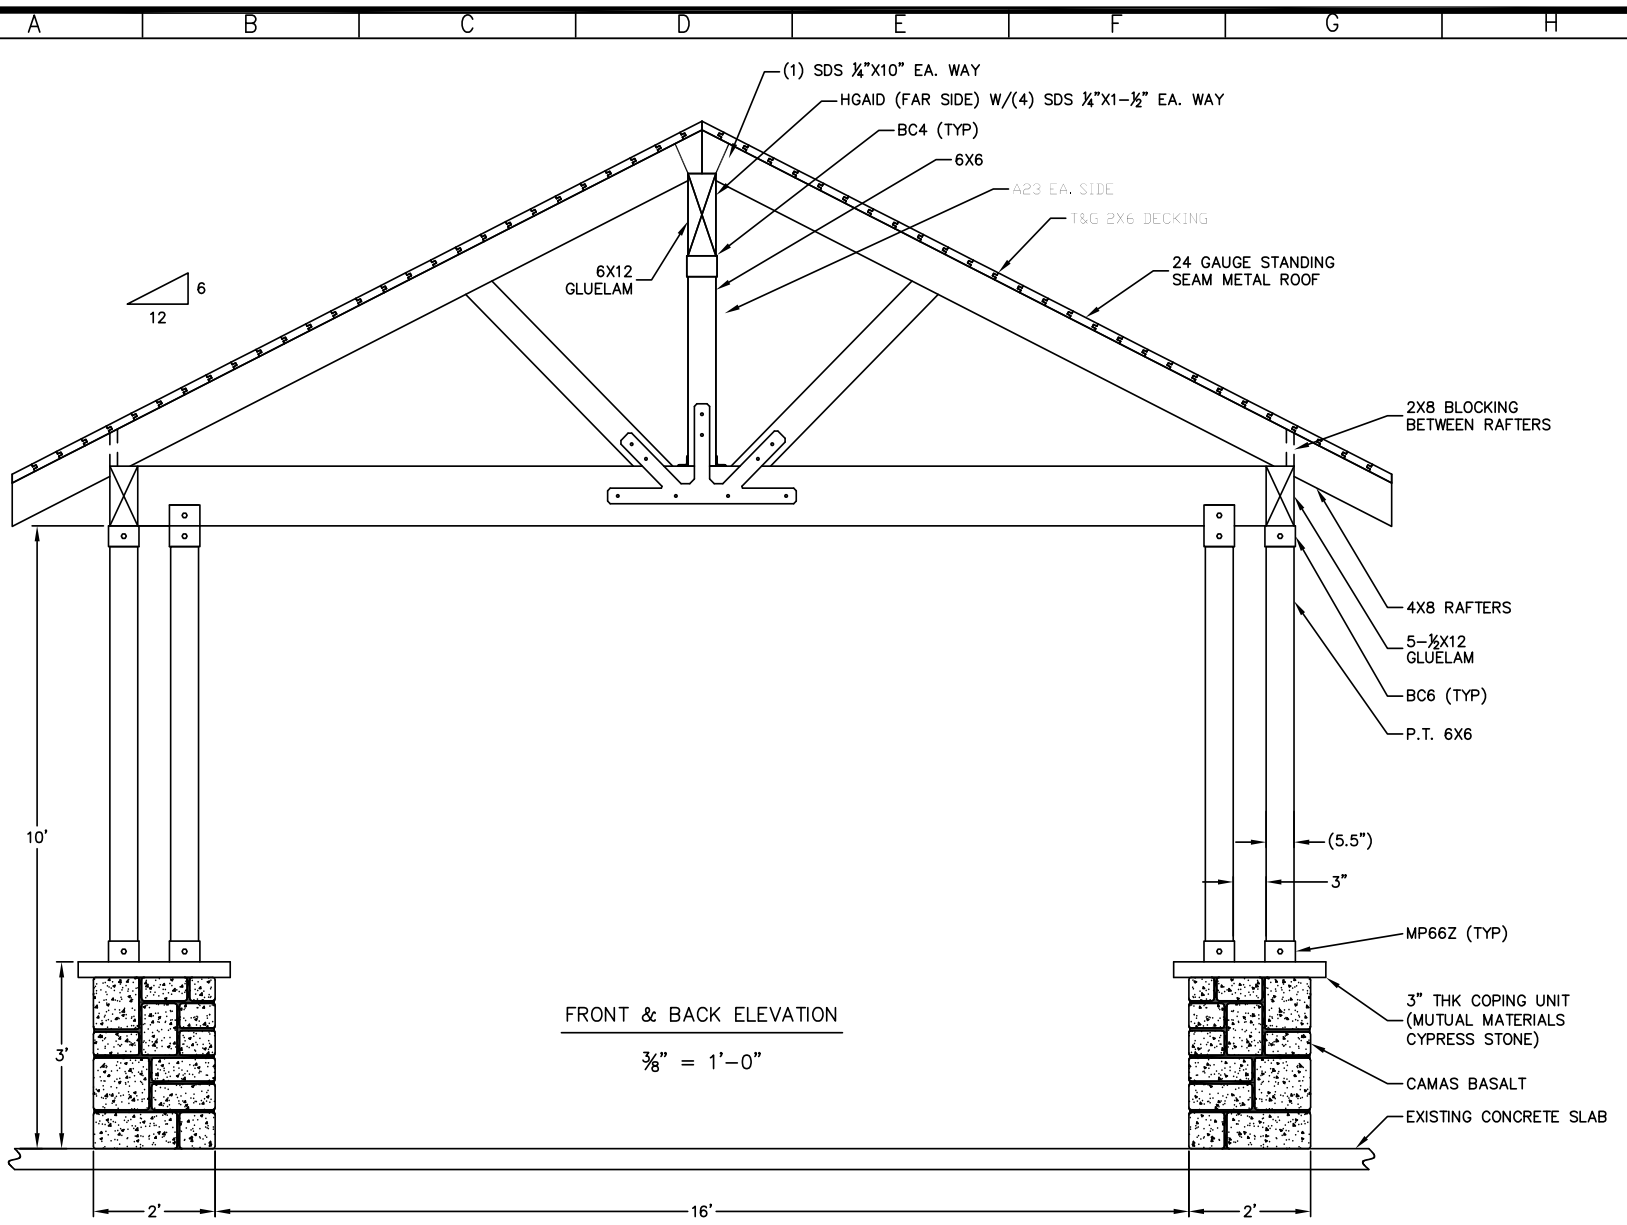 A B C D E F G H
(1) SDS ¼"X10" EA. WAY
HGAID (FAR SIDE) W/(4) SDS ¼"X1-½" EA. WAY
BC4 (TYP)
6X6
A23 EA. SIDE
T&G 2X6 DECKING
24 GAUGE STANDING
SEAM METAL ROOF
6X12
GLUELAM
6
12
2X8 BLOCKING
BETWEEN RAFTERS
4X8 RAFTERS
5-½X12
GLUELAM
BC6 (TYP)
P.T. 6X6
10'
(5.5")
3"
MP66Z (TYP)
3" THK COPING UNIT
(MUTUAL MATERIALS
CYPRESS STONE)
FRONT & BACK ELEVATION
⅜" = 1'-0"
3'
CAMAS BASALT
EXISTING CONCRETE SLAB
2' 16' 2'